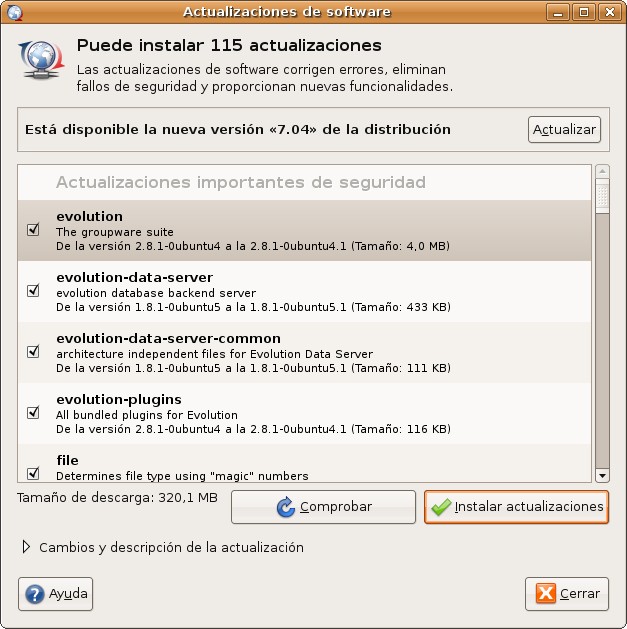 Actualizaciones de software
Puede instalar 115 actualizaciones
Las actualizaciones de software corrigen errores, eliminan
fallos de seguridad y proporcionan nuevas funcionalidades.
Está disponible la nueva versión «7.04» de la distribución
Actualizar
Actualizaciones importantes de seguridad
evolution
The groupware suite
De la versión 2.8.1-0ubuntu4 a la 2.8.1-0ubuntu4.1 (Tamaño: 4,0 MB)
evolution-data-server
evolution database backend server
De la versión 1.8.1-0ubuntu5 a la 1.8.1-0ubuntu5.1 (Tamaño: 433 KB)
evolution-data-server-common
architecture independent files for Evolution Data Server
De la versión 1.8.1-0ubuntu5 a la 1.8.1-0ubuntu5.1 (Tamaño: 111 KB)
evolution-plugins
All bundled plugins for Evolution
De la versión 2.8.1-0ubuntu4 a la 2.8.1-0ubuntu4.1 (Tamaño: 116 KB)
file
Determines file type using "magic" numbers
Tamaño de descarga: 320,1 MB
Comprobar
Instalar actualizaciones
Cambios y descripción de la actualización
Ayuda
Cerrar